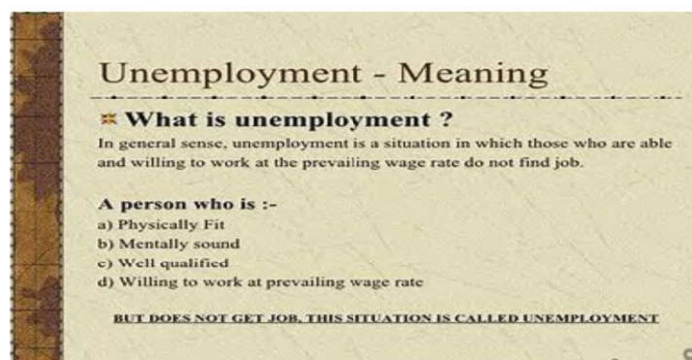 Unemployment - Meaning
What is unemployment ?
In general sense, unemployment is a situation in which those who are able
and willing to work at the prevailing wage rate do not find job.
A person who is :-
a) Physically Fit
b) Mentally sound
c) Well qualified
d) Willing to work at prevailing wage rate
BUT DOES NOT GET JOB, THIS SITUATION IS CALLED UNEMPLOYMENT